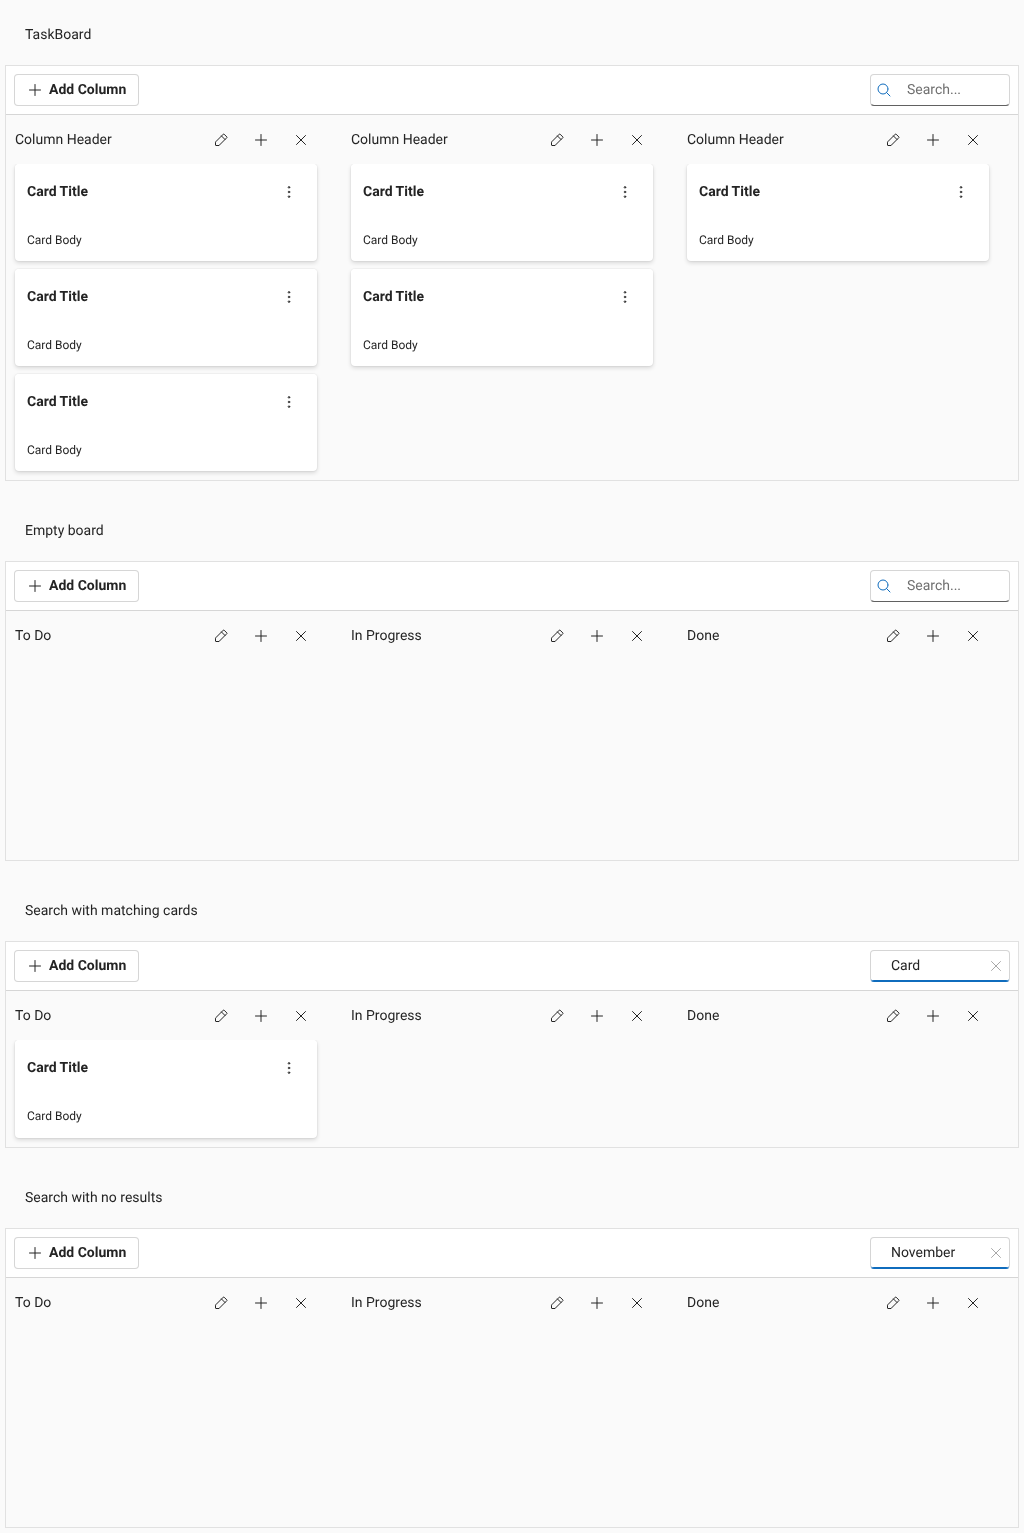 TaskBoard
Add Column
Search...
Column Header
Column Header
Column Header
Card Title
Card Title
Card Title
Card Body
Card Body
Card Body
Card Title
Card Title
Card Body
Card Body
Card Title
Card Body
Empty board
Add Column
Search...
To Do
In Progress
Done
Search with matching cards
Add Column
Card
To Do
In Progress
Done
Card Title
Card Body
Search with no results
Add Column
November
To Do
In Progress
Done